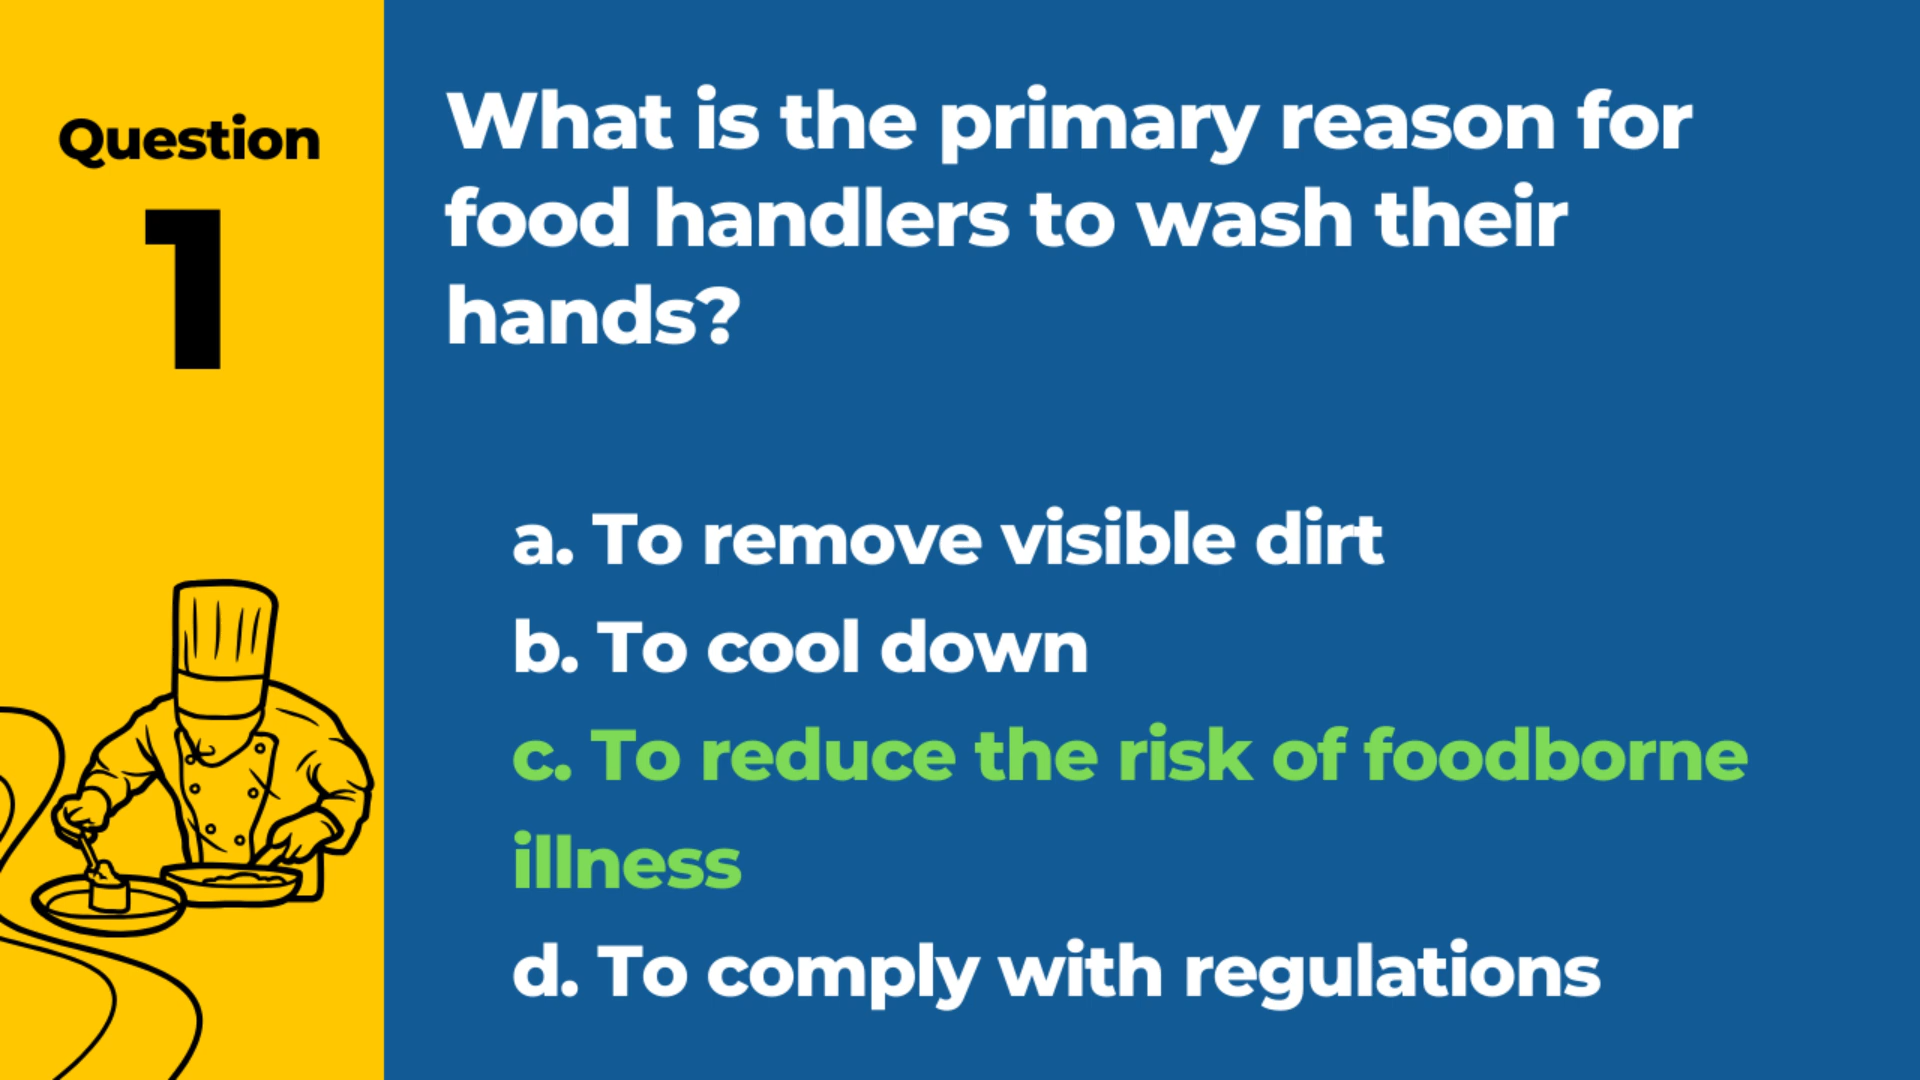 Question
1
What is the primary reason for
food handlers to wash their
hands?
a. To remove visible dirt
b. To cool down
c. To reduce the risk of foodborne
illness
d. To comply with regulations